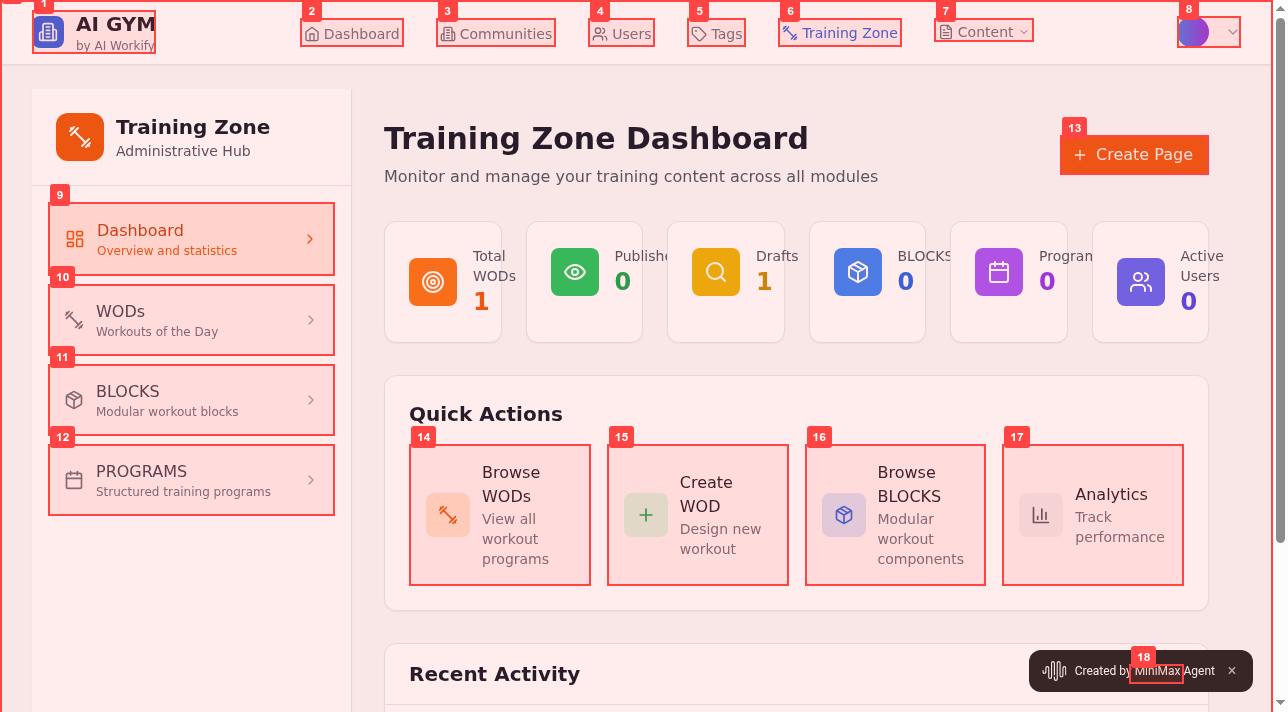 1
AI GYM
by AI Workify
2
Dashboard
3
Communities
4
Users
5
Tags
6
Training Zone
7
Content
8
Training Zone
Administrative Hub
9
Dashboard
Overview and statistics
10
WODs
Workouts of the Day
11
BLOCKS
Modular workout blocks
12
PROGRAMS
Structured training programs
Training Zone Dashboard
Monitor and manage your training content across all modules
13
+ Create Page
Total
WODs
1
Publishe
0
Drafts
1
BLOCKS
0
Program
0
Active
Users
0
Quick Actions
14
Browse
WODs
View all
workout
programs
15
Create
WOD
Design new
workout
16
Browse
BLOCKS
Modular
workout
components
17
Analytics
Track
performance
Recent Activity
18
Created by MiniMax Agent ×